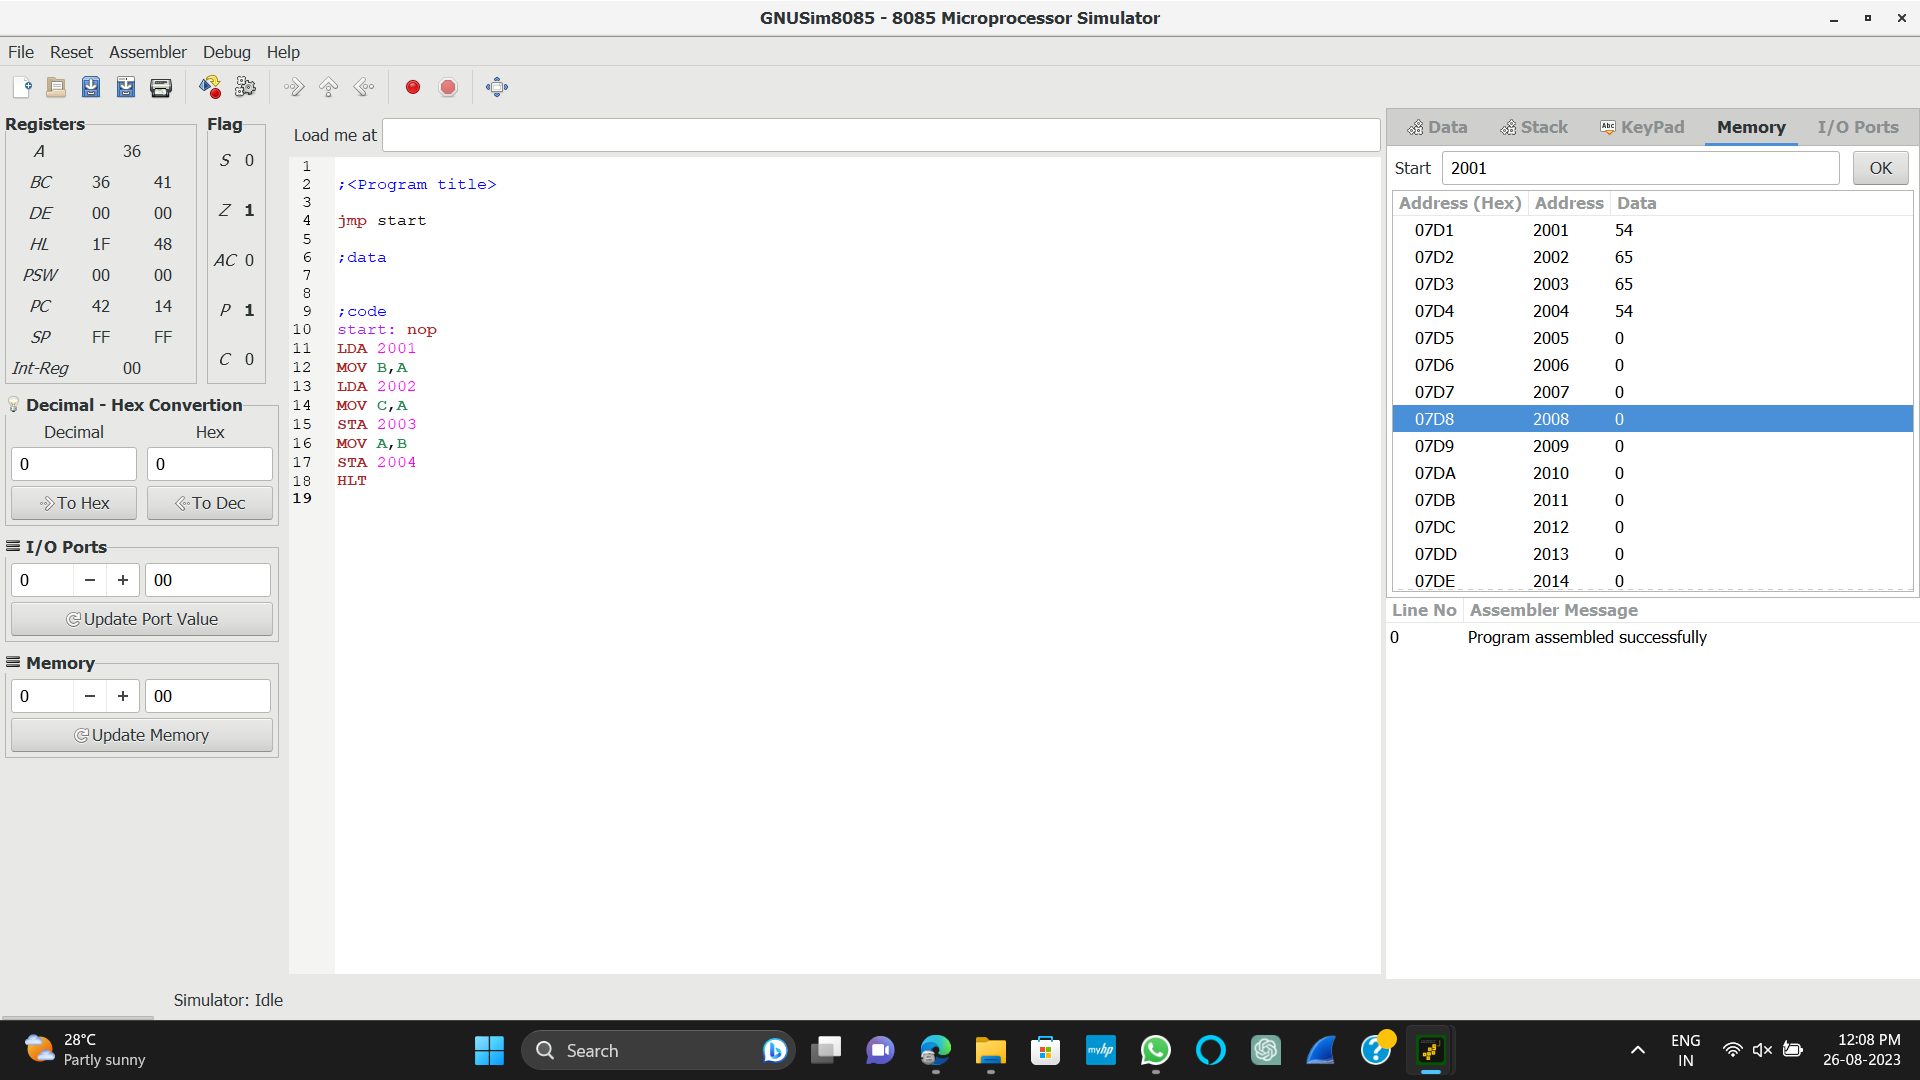 GNUSim8085 - 8085 Microprocessor Simulator
File Reset Assembler Debug Help
Registers
A 36
BC 36 41
DE 00 00
HL 1F 48
PSW 00 00
PC 42 14
SP FF FF
Int-Reg 00
Flag
S 0
Z 1
AC 0
P 1
C 0
Decimal - Hex Convertion
Decimal Hex
0 0
To Hex To Dec
I/O Ports
0 − + 00
Update Port Value
Memory
0 − + 00
Update Memory
Load me at
1
2 ;<Program title>
3
4 jmp start
5
6 ;data
7
8
9 ;code
10 start: nop
11 LDA 2001
12 MOV B,A
13 LDA 2002
14 MOV C,A
15 STA 2003
16 MOV A,B
17 STA 2004
18 HLT
19
Data Stack Abc KeyPad Memory I/O Ports
Start 2001 OK
Address (Hex) Address Data
07D1 2001 54
07D2 2002 65
07D3 2003 65
07D4 2004 54
07D5 2005 0
07D6 2006 0
07D7 2007 0
07D8 2008 0
07D9 2009 0
07DA 2010 0
07DB 2011 0
07DC 2012 0
07DD 2013 0
07DE 2014 0
Line No Assembler Message
0 Program assembled successfully
Simulator: Idle
28°C
Partly sunny
Search
myhp
ENG
IN
12:08 PM
26-08-2023